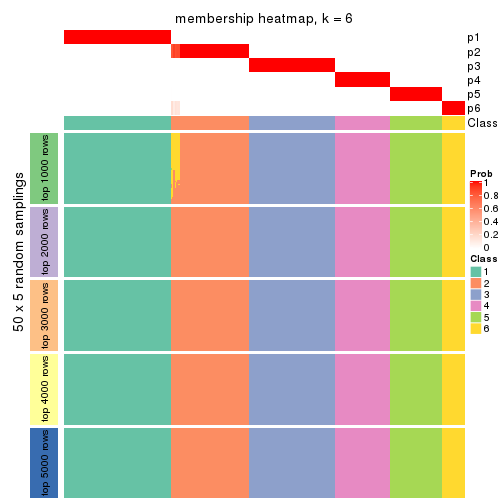 membership heatmap, k = 6
p1
p2
p3
p4
p5
p6
Class
50 x 5 random samplings
top 1000 rows
top 2000 rows
top 3000 rows
top 4000 rows
top 5000 rows
Prob
1
0.8
0.6
0.4
0.2
0
Class
1
2
3
4
5
6